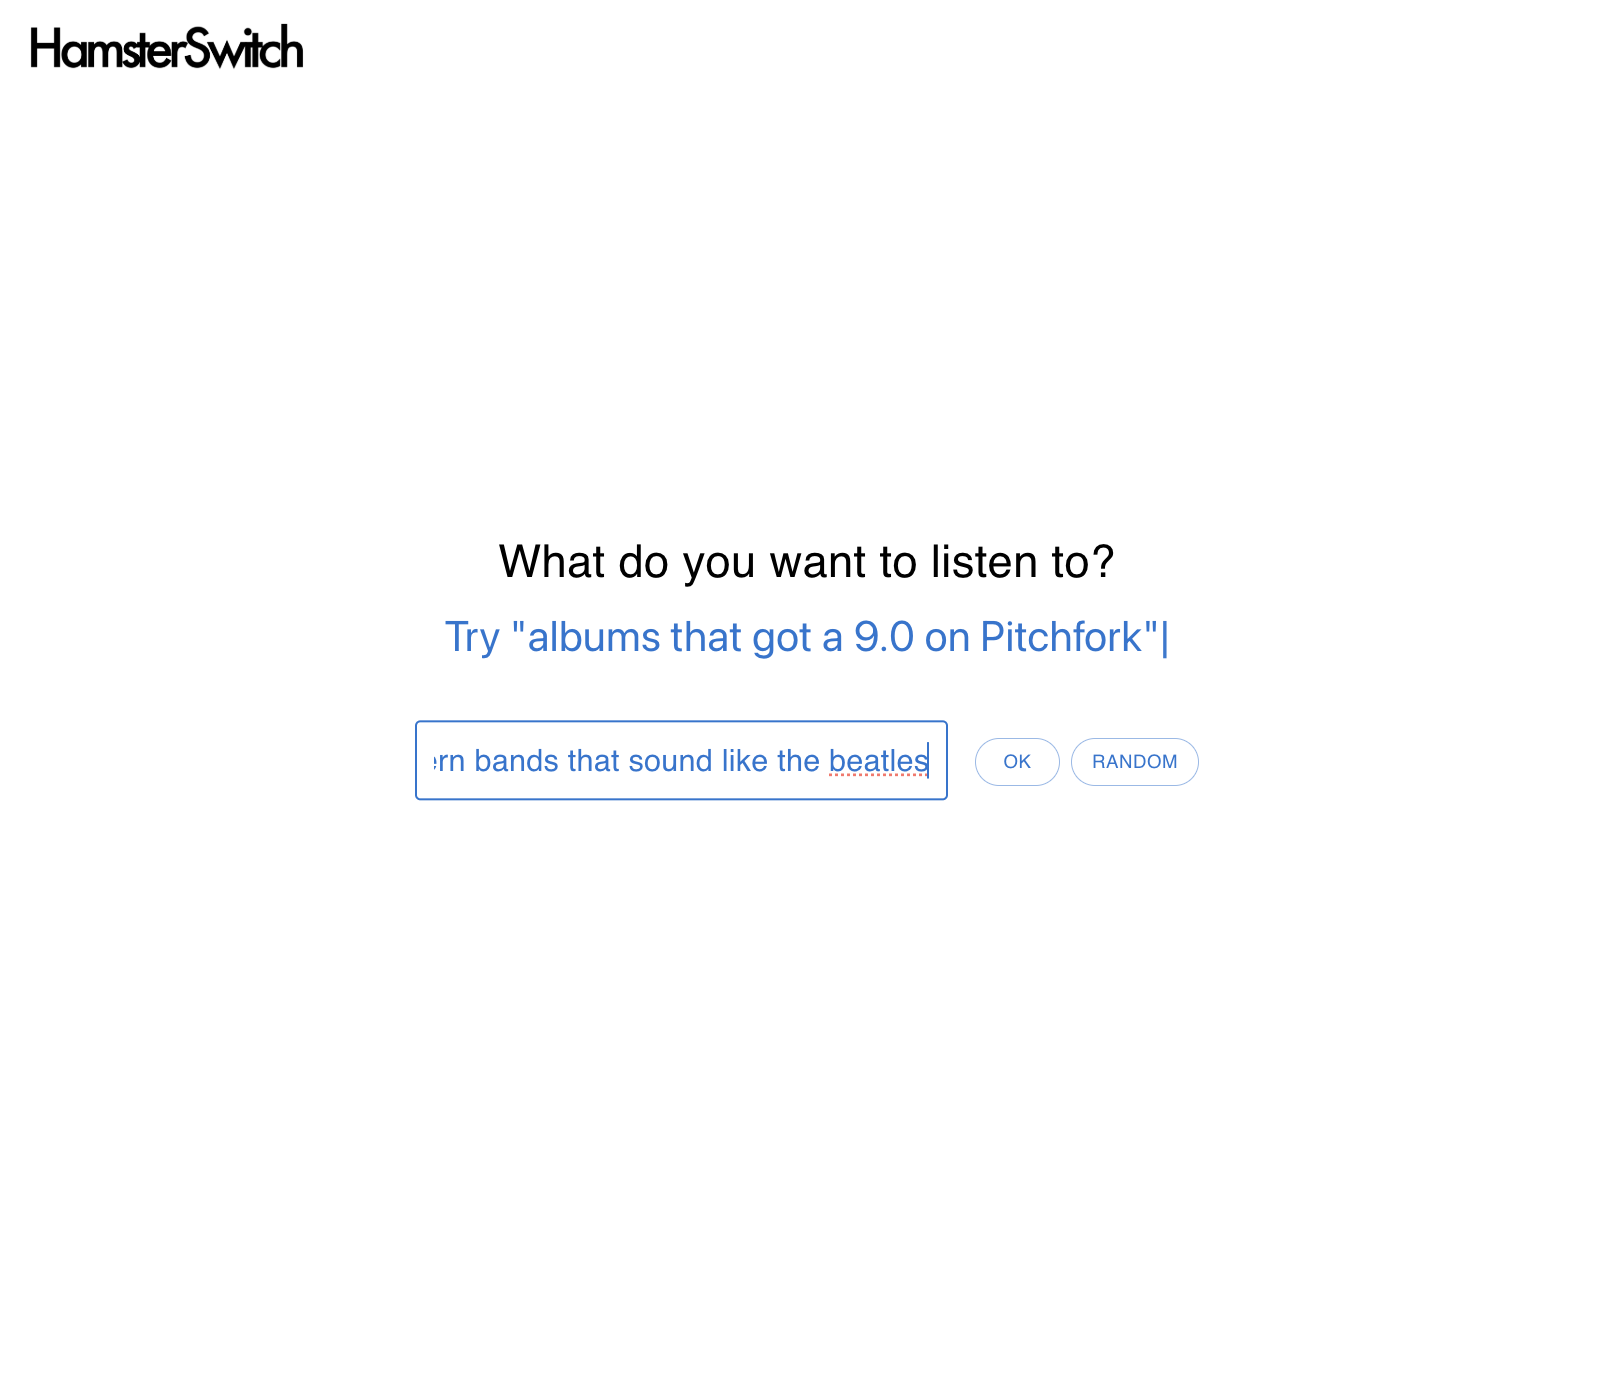 HamsterSwitch
What do you want to listen to?
Try "albums that got a 9.0 on Pitchfork"|
rn bands that sound like the beatles
OK
RANDOM